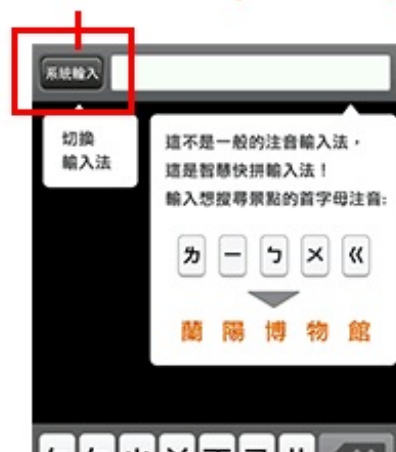 系統輸入
切換
輸入法
這不是一般的注音輸入法，
這是智慧快拼輸入法！
輸入想搜尋景點的首字母注音:
ㄌ ㄧ ㄅ ㄨ ㄍ
蘭 陽 博 物 館